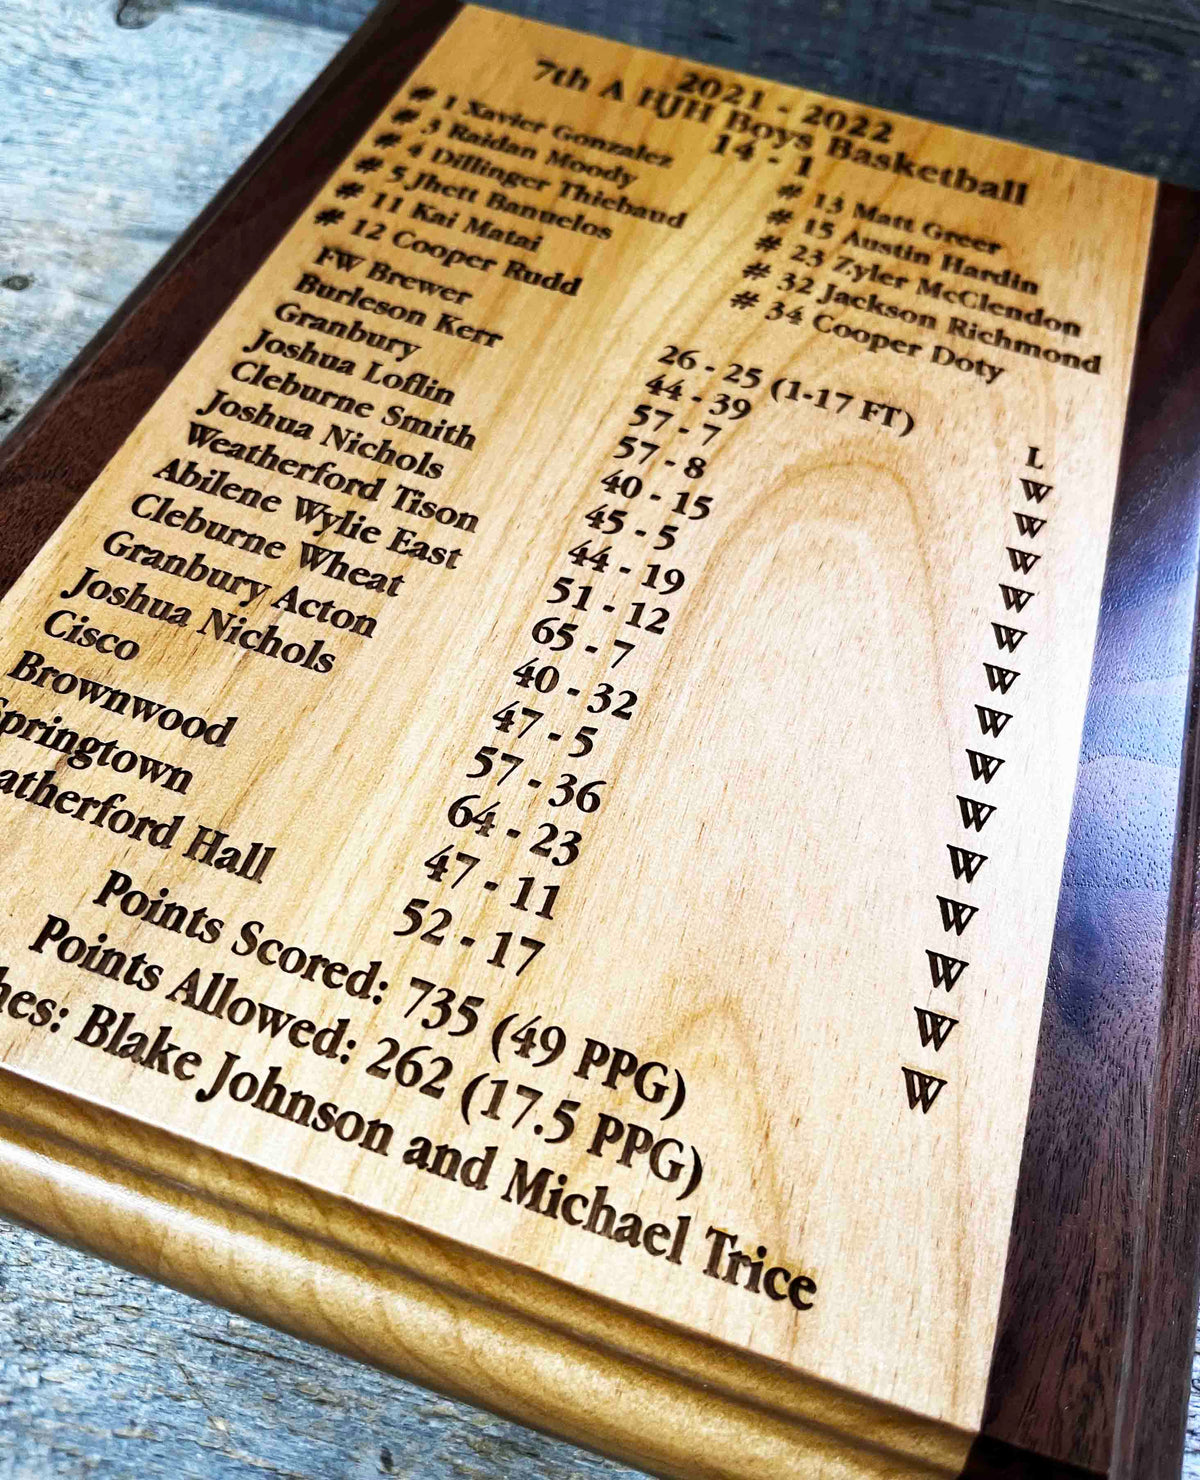 2021 - 2022
7th A HJH Boys Basketball
14 - 1
# 1 Xavier Gonzalez # 13 Matt Greer
# 3 Raidan Moody # 15 Austin Hardin
# 4 Dillinger Thiebaud # 23 Zyler McClendon
# 5 Jhett Banuelos # 32 Jackson Richmond
# 11 Kai Matai # 34 Cooper Doty
# 12 Cooper Rudd
FW Brewer 26 - 25 (1-17 FT) L
Burleson Kerr 44 - 39 W
Granbury 57 - 7 W
Joshua Loflin 57 - 8 W
Cleburne Smith 40 - 15 W
Joshua Nichols 45 - 5 W
Weatherford Tison 44 - 19 W
Abilene Wylie East 51 - 12 W
Cleburne Wheat 65 - 7 W
Granbury Acton 40 - 32 W
Joshua Nichols 47 - 5 W
Cisco 57 - 36 W
Brownwood 64 - 23 W
Springtown 47 - 11 W
atherford Hall 52 - 17 W
Points Scored: 735 (49 PPG)
Points Allowed: 262 (17.5 PPG)
hes: Blake Johnson and Michael Trice